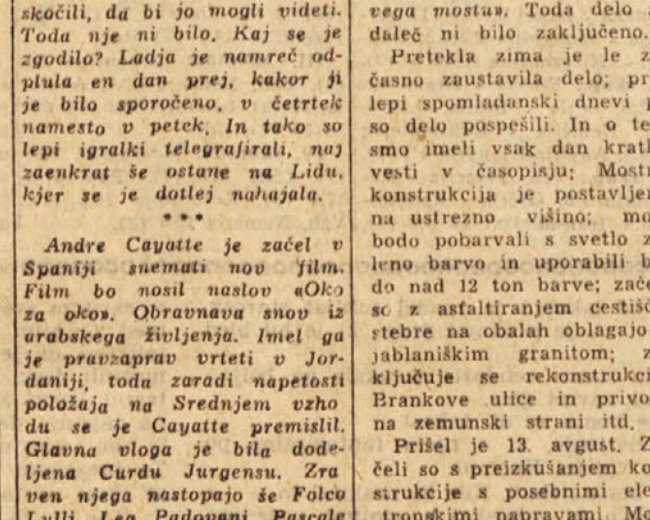 skočili, da bi jo mogli videti.
Toda nje ni bilo. Kaj se je
zgodilo? Ladja je namreč od-
plula en dan prej, kakor ji
je bilo sporočeno, v četrtek
namesto v petek. In tako so
lepi igralki telegrafirali, naj
zaenkrat še ostane na Lidu,
kjer se je dotlej nahajala.
***
Andre Cayatte je začel v
Španiji snemati nov film.
Film bo nosil naslov «Oko
za oko». Obravnava snov iz
arabskega življenja. Imel ga
je pravzaprav vrteti v Jor-
daniji, toda zaradi napetosti
položaja na Srednjem vzho
du se je Cayatte premislil.
Glavna vloga je bila dode-
ljena Curdu Jurgensu. Zra
ven njega nastopajo še Folco
Lulli, Lea Padovani, Pascale
vega mostu». Toda delo
daleč ni bilo zaključeno.
Pretekla zima je le z
časno zaustavila delo; pr
lepi spomladanski dnevi p
so delo pospešili. In o te
smo imeli vsak dan kratk
vesti v časopisju: Mostn
konstrukcija je postavljen
na ustrezno višino; mo
bodo pobarvali s svetlo z
leno barvo in uporabili b
do nad 12 ton barve; zače
so z asfaltiranjem cestišč
stebre na obalah oblagajo
jablaniškim granitom; z
ključuje se rekonstrukci
Brankove ulice in privo
na zemunski strani itd.
Prišel je 13. avgust. Z
čeli so s preizkušanjem ko
strukcije s posebnimi ele
tronskimi napravami. Mo